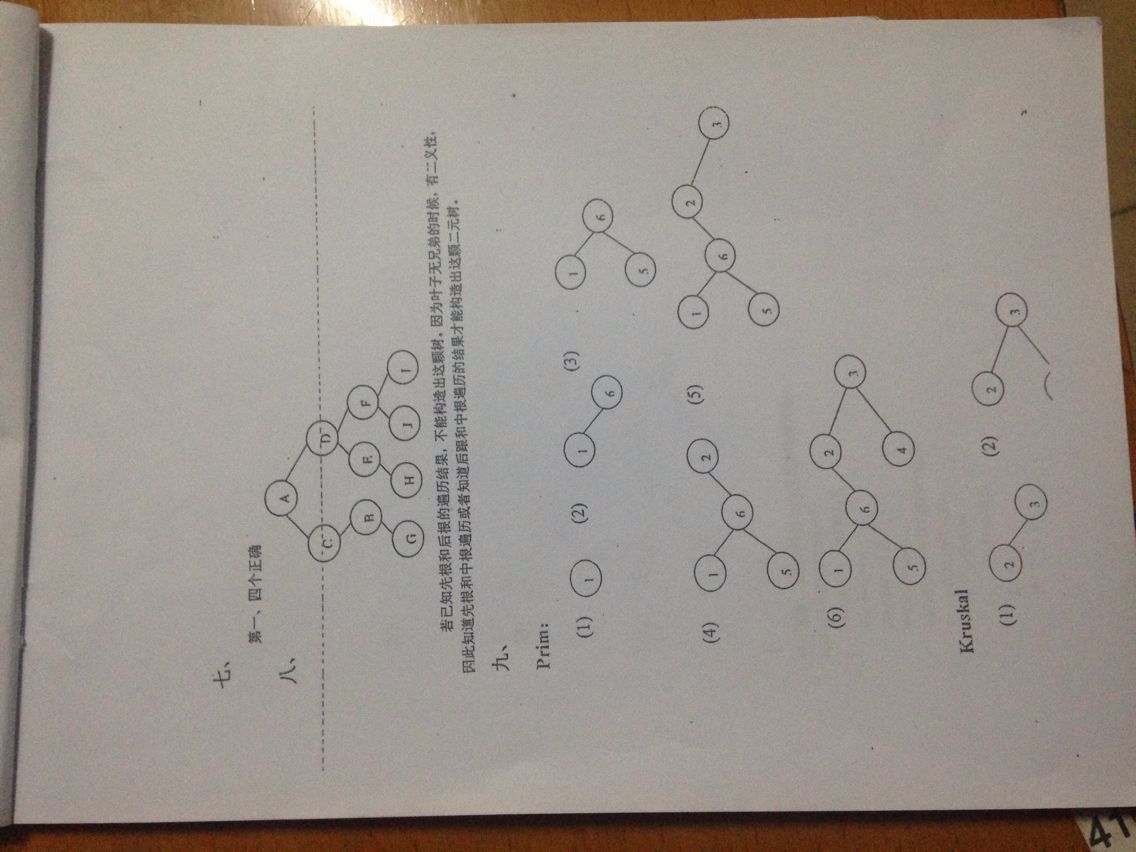 七、
第一、四个正确
八、
A
C D
B E F
G H J I
若已知先根和后根的遍历结果，不能构造出这颗树，因为叶子无兄弟的时候，有二义性，
因此知道先根和中根遍历或者知道后跟和中根遍历的结果才能构造出这颗二元树。
九、
Prim：
(1) 1 (2) 1 6 (3) 1 6 5
(4) 1 6 2 5 (5) 1 6 2 3 5
(6) 1 6 2 3 5 4
Kruskal
(1) 2 3 (2) 2 3
41